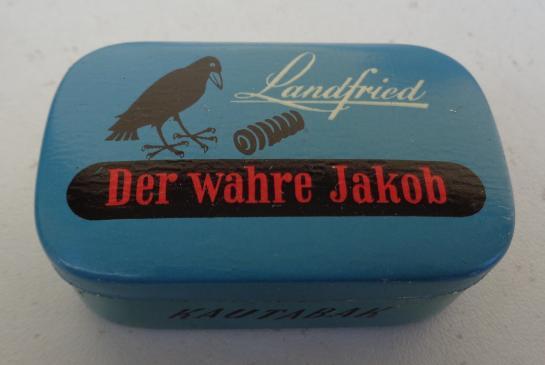 Landfried
Der wahre Jakob
KAUTABAK